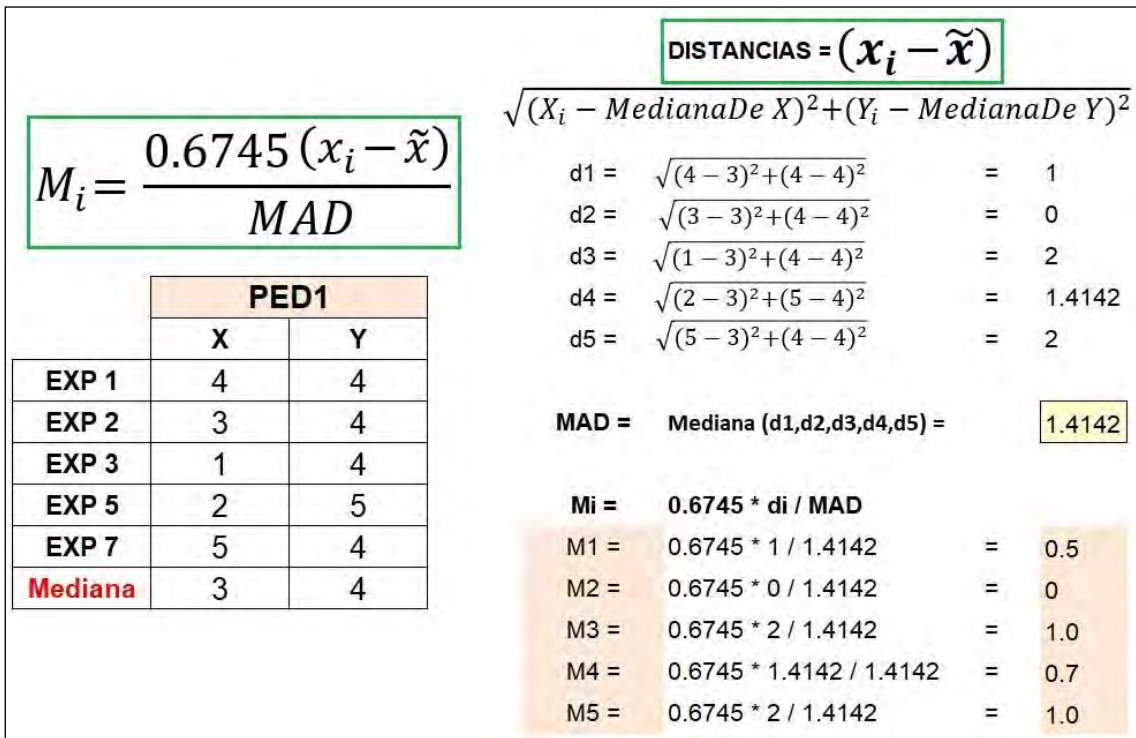 DISTANCIAS = (x_i − x̃)
√((X_i − MedianaDe X)²+(Y_i − MedianaDe Y)²)
M_i = 0.6745 (x_i − x̃) / MAD
d1 = √((4 − 3)²+(4 − 4)²) = 1
d2 = √((3 − 3)²+(4 − 4)²) = 0
d3 = √((1 − 3)²+(4 − 4)²) = 2
d4 = √((2 − 3)²+(5 − 4)²) = 1.4142
d5 = √((5 − 3)²+(4 − 4)²) = 2
PED1
X Y
EXP 1 4 4
EXP 2 3 4
EXP 3 1 4
EXP 5 2 5
EXP 7 5 4
Mediana 3 4
MAD = Mediana (d1,d2,d3,d4,d5) = 1.4142
Mi = 0.6745 * di / MAD
M1 = 0.6745 * 1 / 1.4142 = 0.5
M2 = 0.6745 * 0 / 1.4142 = 0
M3 = 0.6745 * 2 / 1.4142 = 1.0
M4 = 0.6745 * 1.4142 / 1.4142 = 0.7
M5 = 0.6745 * 2 / 1.4142 = 1.0